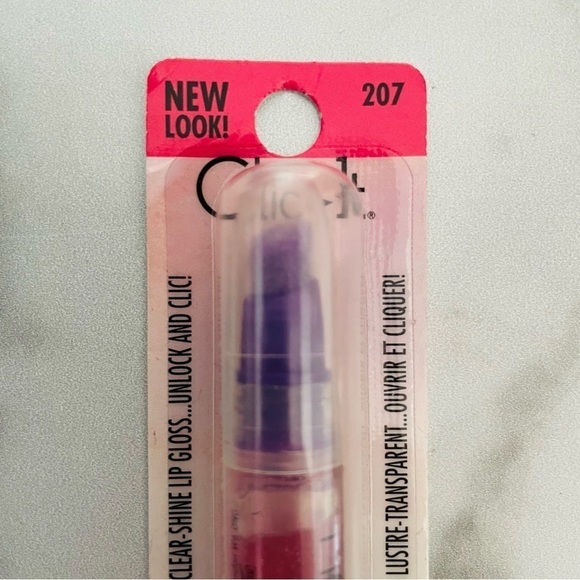 NEW
LOOK!
207
CLEAR-SHINE LIP GLOSS...UNLOCK AND CLIC!
LUSTRE-TRANSPARENT...OUVRIR ET CLIQUER!